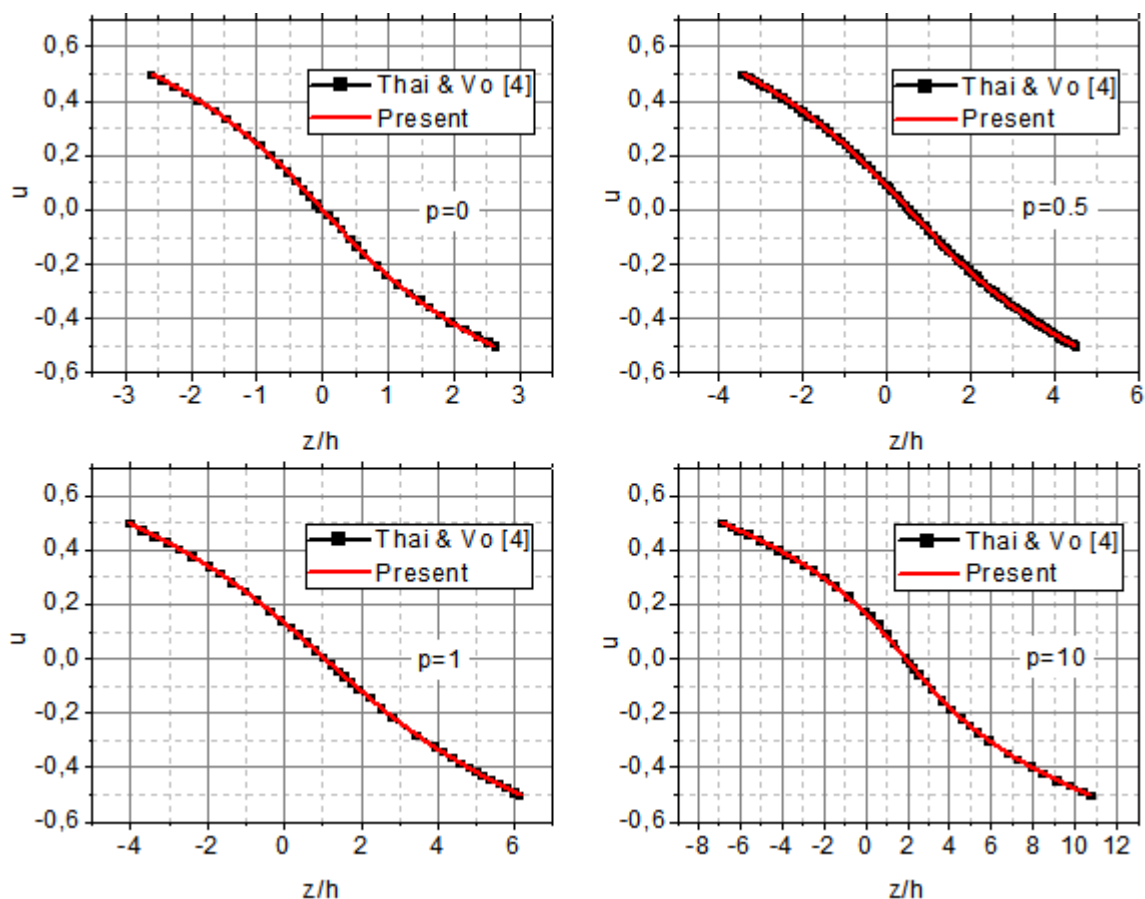 0,6
0,4
0,2
0,0
-0,2
-0,4
-0,6
u
Thai & Vo [4]
Present
p=0
-3 -2 -1 0 1 2 3
z/h
0,6
0,4
0,2
0,0
-0,2
-0,4
-0,6
u
Thai & Vo [4]
Present
p=0.5
-4 -2 0 2 4 6
z/h
0,6
0,4
0,2
0,0
-0,2
-0,4
-0,6
u
Thai & Vo [4]
Present
p=1
-4 -2 0 2 4 6
z/h
0,6
0,4
0,2
0,0
-0,2
-0,4
-0,6
u
Thai & Vo [4]
Present
p=10
-8 -6 -4 -2 0 2 4 6 8 10 12
z/h